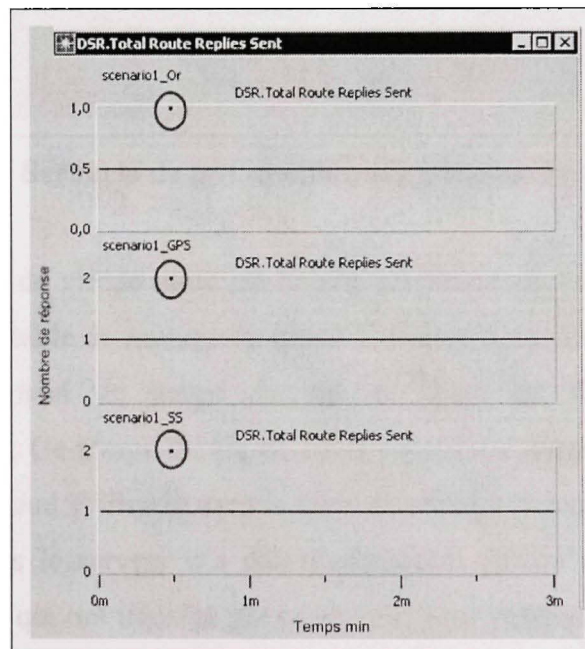 DSR.Total Route Replies Sent
scenario1_Or
DSR.Total Route Replies Sent
1,0
0,5
0,0
scenario1_GPS
DSR.Total Route Replies Sent
2
1
0
scenario1_SS
DSR.Total Route Replies Sent
2
1
0
Nombre de réponse
0m 1m 2m 3m
Temps min